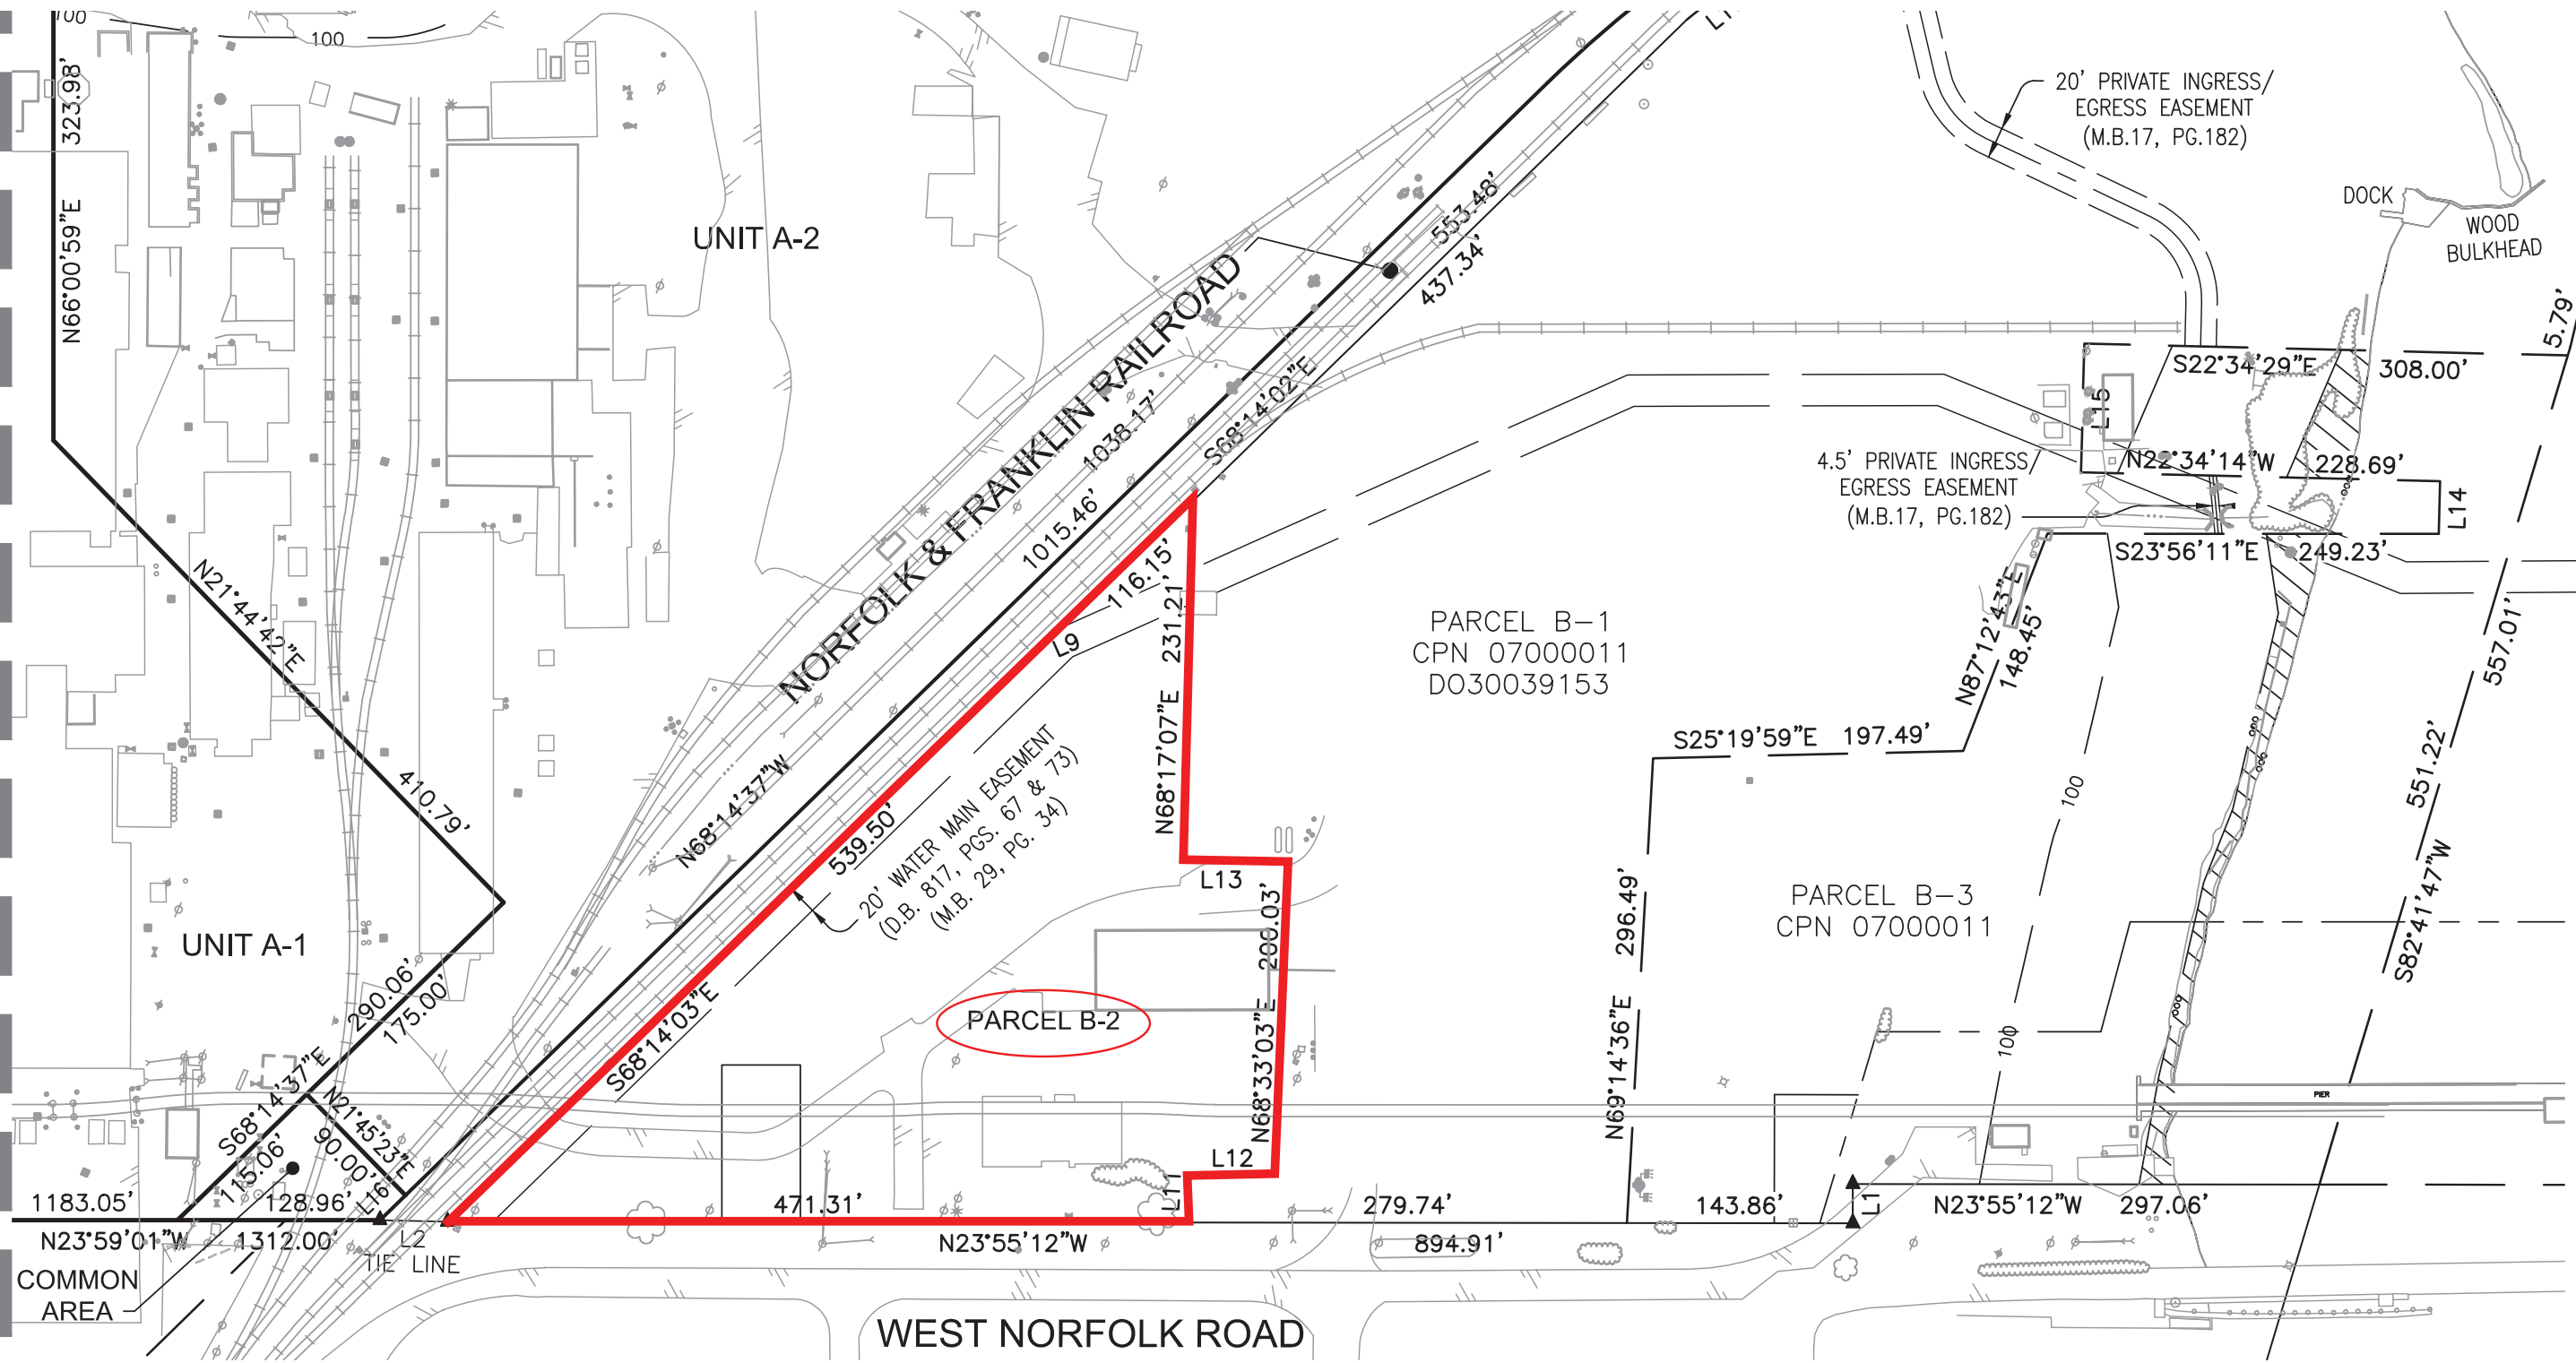 100
100
323.98'
N66°00'59"E
UNIT A-2
NORFOLK & FRANKLIN RAILROAD
553.48'
437.34'
20' PRIVATE INGRESS/
EGRESS EASEMENT
(M.B.17, PG.182)
DOCK
WOOD
BULKHEAD
5.79'
S22°34'29"E
308.00'
L15
N22°34'14"W
228.69'
L14
4.5' PRIVATE INGRESS/
EGRESS EASEMENT
(M.B.17, PG.182)
S23°56'11"E
249.23'
S68°14'02"E
1038.17'
1015.46'
116.15'
L9
231.21'
N68°17'07"E
PARCEL B-1
CPN 07000011
DO30039153
N87°12'43"E
148.45'
557.01'
551.22'
S82°41'47"W
S25°19'59"E 197.49'
N21°44'42"E
410.79'
N68°14'37"W
539.50'
20' WATER MAIN EASEMENT
(D.B. 817, PGS. 67 & 73)
(M.B. 29, PG. 34)
L13
200.03'
N68°33'03"E
296.49'
N69°14'36"E
PARCEL B-3
CPN 07000011
100
100
UNIT A-1
290.06'
175.00'
S68°14'03"E
PARCEL B-2
S68°14'37"E
115.06'
N21°45'23"E
90.00'
L16
L12
L11
PIER
1183.05'
128.96'
471.31'
279.74'
143.86'
L1
N23°55'12"W
297.06'
N23°59'01"W
1312.00'
L2
TIE LINE
N23°55'12"W
894.91'
COMMON
AREA
WEST NORFOLK ROAD